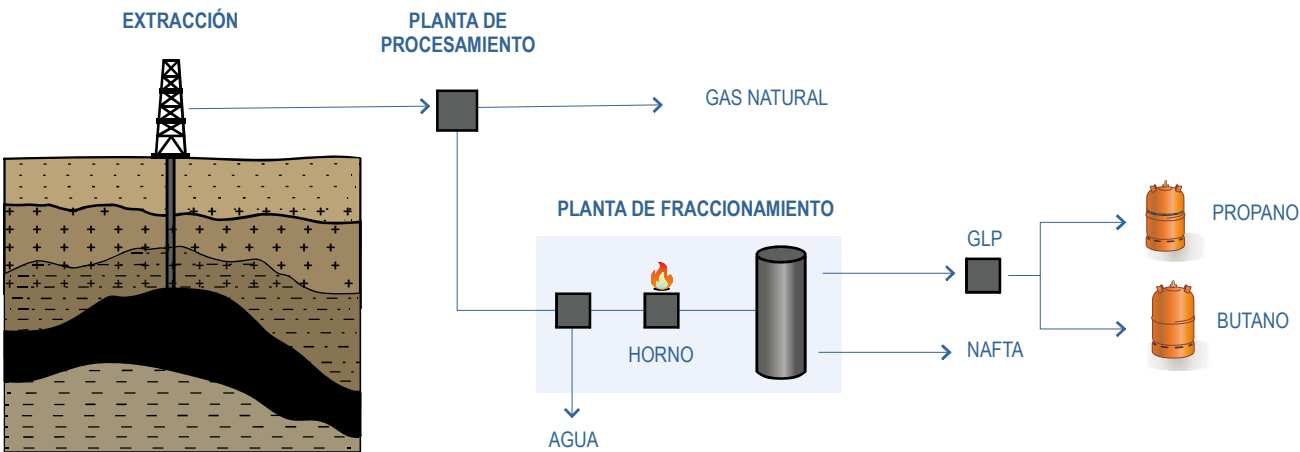 EXTRACCIÓN
PLANTA DE
PROCESAMIENTO
GAS NATURAL
PLANTA DE FRACCIONAMIENTO
HORNO
AGUA
GLP
NAFTA
PROPANO
BUTANO